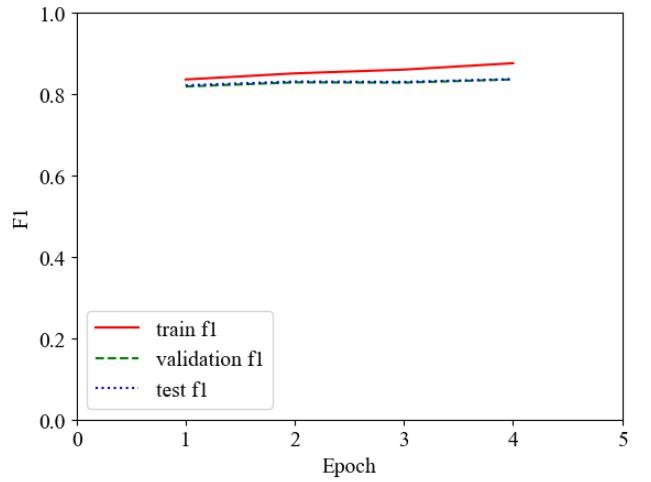 1.0
0.8
0.6
0.4
0.2
0.0
F1
train f1
validation f1
test f1
0 1 2 3 4 5
Epoch